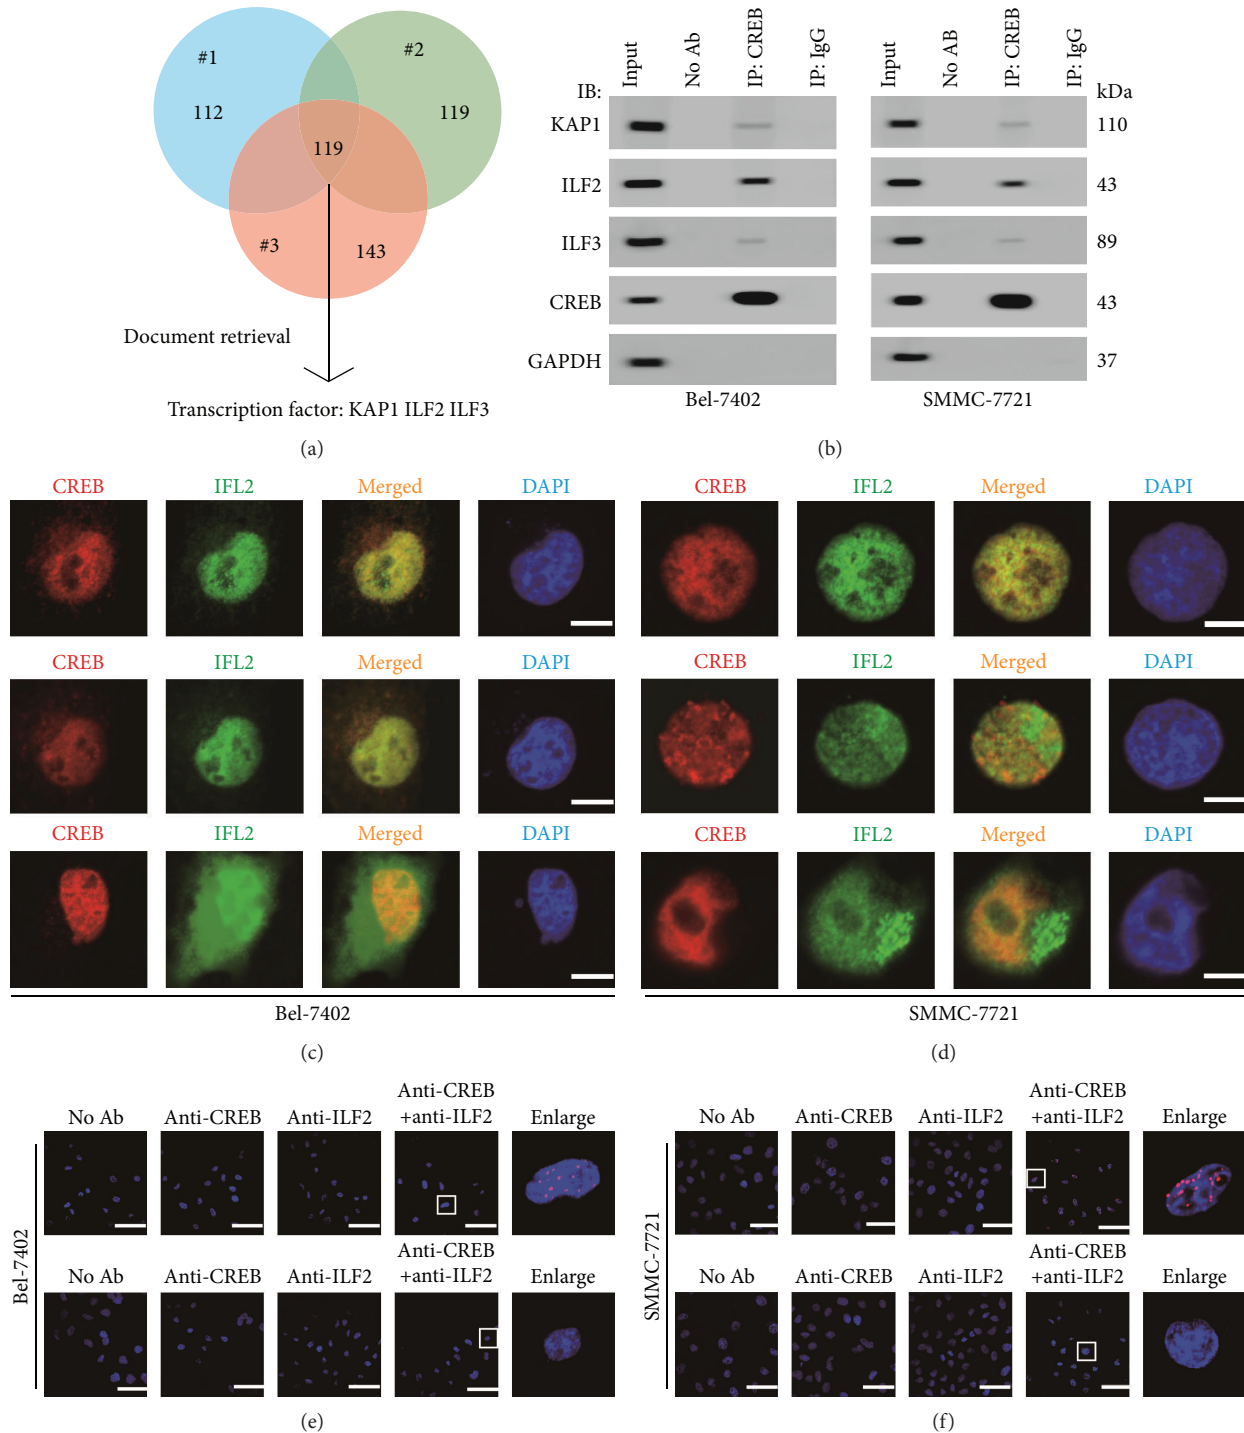 #1
#2
112
119
119
#3
143
Document retrieval
Transcription factor: KAP1 ILF2 ILF3
(a)
Input
No Ab
IP: CREB
IP: IgG
Input
No AB
IP: CREB
IP: IgG
IB:
kDa
KAP1
110
ILF2
43
ILF3
89
CREB
43
GAPDH
37
Bel-7402
SMMC-7721
(b)
CREB IFL2 Merged DAPI
CREB IFL2 Merged DAPI
CREB IFL2 Merged DAPI
Bel-7402
(c)
CREB IFL2 Merged DAPI
CREB IFL2 Merged DAPI
CREB IFL2 Merged DAPI
SMMC-7721
(d)
Bel-7402
No Ab Anti-CREB Anti-ILF2 Anti-CREB
+anti-ILF2 Enlarge
No Ab Anti-CREB Anti-ILF2 Anti-CREB
+anti-ILF2 Enlarge
(e)
SMMC-7721
No Ab Anti-CREB Anti-ILF2 Anti-CREB
+anti-ILF2 Enlarge
No Ab Anti-CREB Anti-ILF2 Anti-CREB
+anti-ILF2 Enlarge
(f)